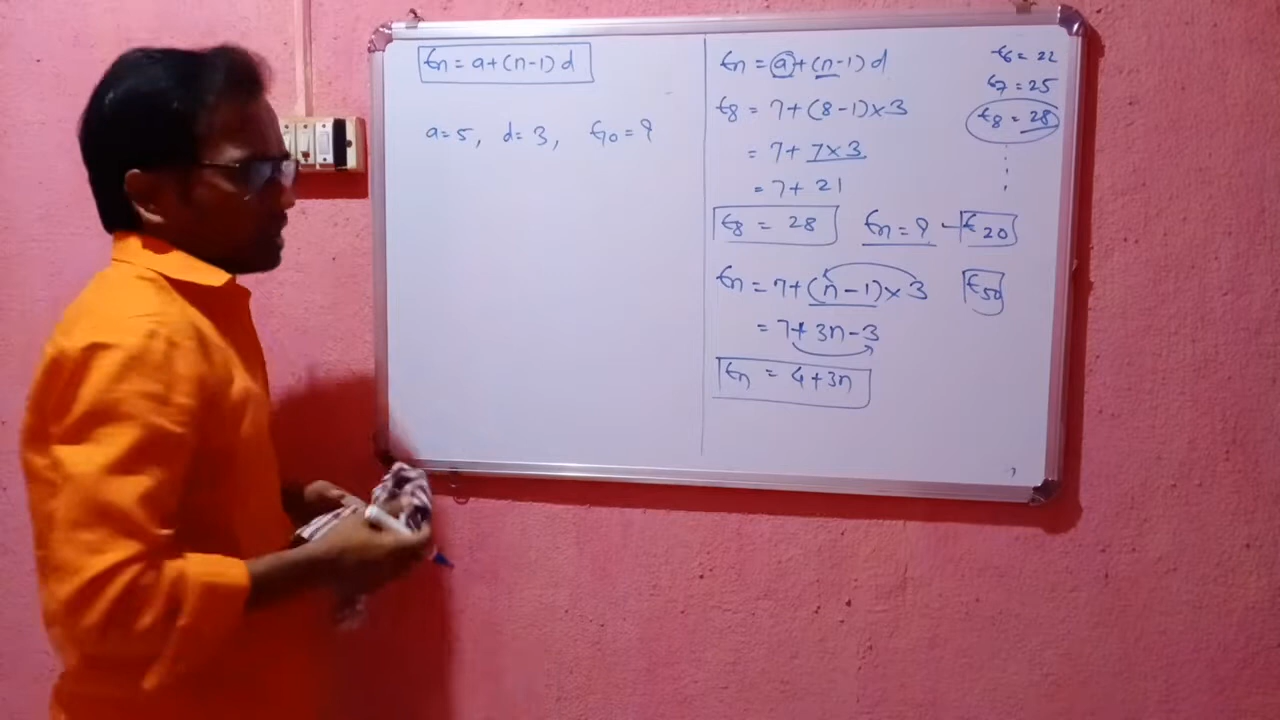 tn = a+(n-1) d
a=5, d=3, t10 = ?
tn = a+(n-1) d
t8 = 7+(8-1)×3
= 7+ 7×3
= 7+ 21
t8 = 28
tn = ? - t20
tn = 7+(n-1)×3
t50
= 7+3n-3
tn = 4+3n
t6 = 22
t7 = 25
t8 = 28